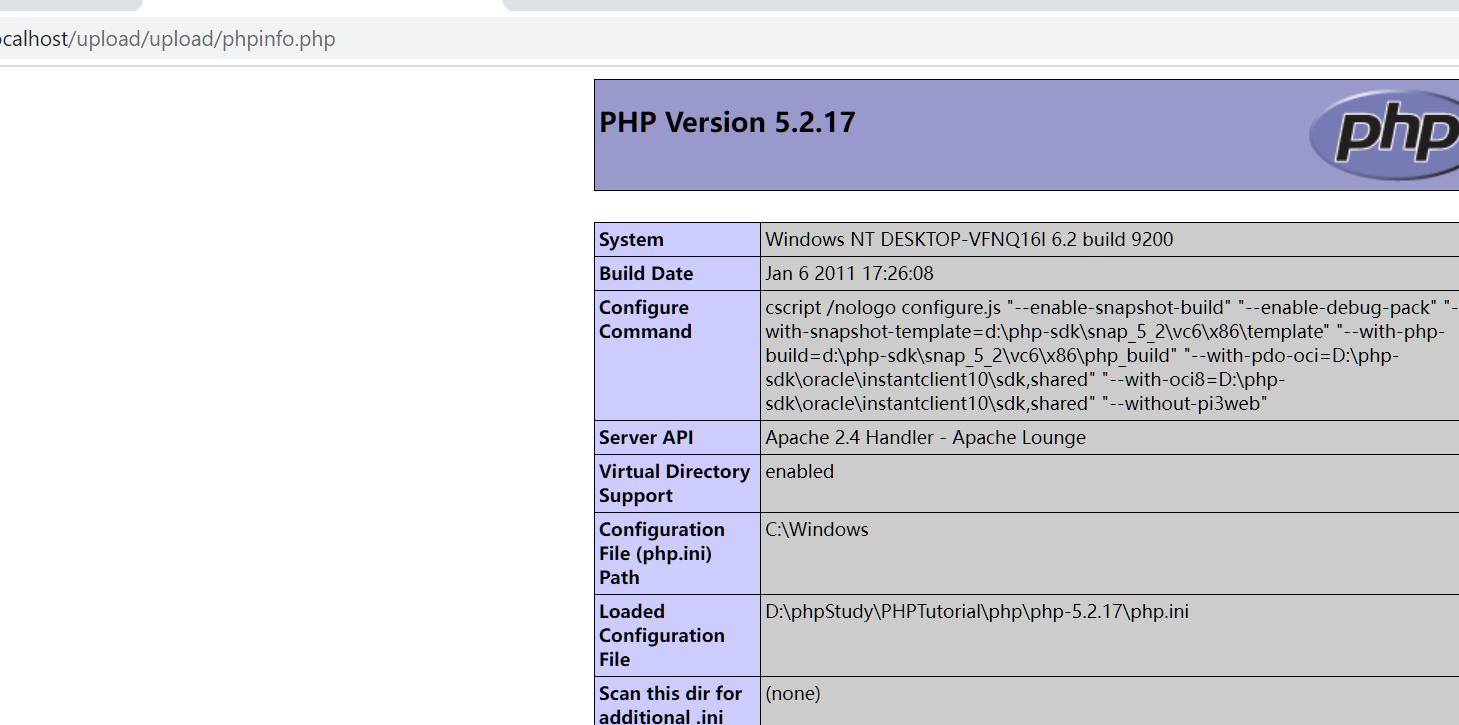 ocalhost/upload/upload/phpinfo.php
PHP Version 5.2.17
php
System
Windows NT DESKTOP-VFNQ16I 6.2 build 9200
Build Date
Jan 6 2011 17:26:08
Configure
Command
cscript /nologo configure.js "--enable-snapshot-build" "--enable-debug-pack" "-
with-snapshot-template=d:\php-sdk\snap_5_2\vc6\x86\template" "--with-php-
build=d:\php-sdk\snap_5_2\vc6\x86\php_build" "--with-pdo-oci=D:\php-
sdk\oracle\instantclient10\sdk,shared" "--with-oci8=D:\php-
sdk\oracle\instantclient10\sdk,shared" "--without-pi3web"
Server API
Apache 2.4 Handler - Apache Lounge
Virtual Directory
Support
enabled
Configuration
File (php.ini)
Path
C:\Windows
Loaded
Configuration
File
D:\phpStudy\PHPTutorial\php\php-5.2.17\php.ini
Scan this dir for
additional .ini
(none)